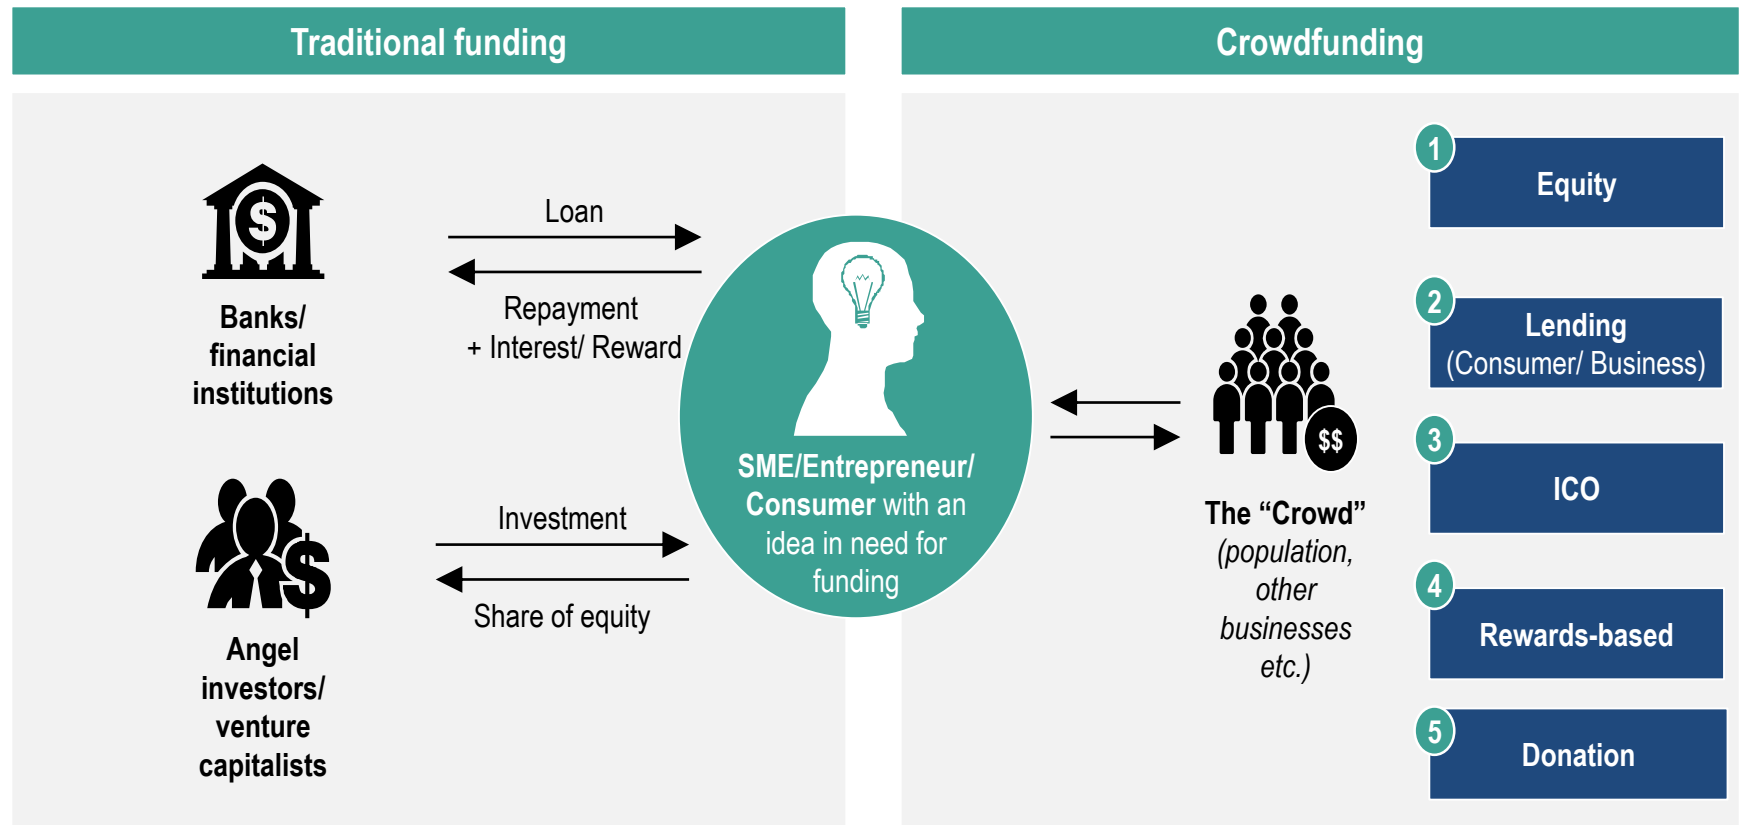 Traditional funding
$
Banks/
financial
institutions
Loan
Repayment
+ Interest/ Reward
$
Angel
investors/
venture
capitalists
Investment
Share of equity
SME/Entrepreneur/
Consumer with an
idea in need for
funding
Crowdfunding
$$
The “Crowd”
(population,
other
businesses
etc.)
1
Equity
2
Lending
(Consumer/ Business)
3
ICO
4
Rewards-based
5
Donation